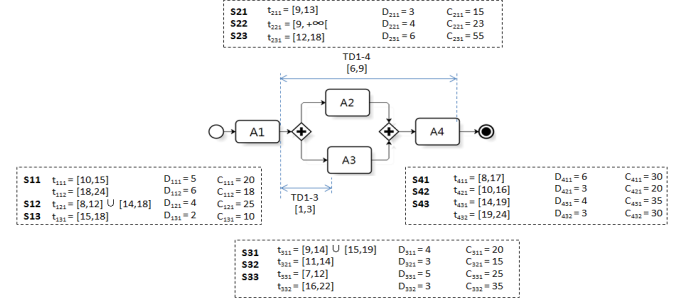 S21 t₂₁₁= [9,13] D₂₁₁= 3 C₂₁₁= 15
S22 t₂₂₁= [9, +∞[ D₂₂₁= 4 C₂₂₁= 23
S23 t₂₃₁= [12,18] D₂₃₁= 6 C₂₃₁= 55
TD1-4
[6,9]
A2
A1
A4
A3
TD1-3
[1,3]
S11 t₁₁₁= [10,15] D₁₁₁= 5 C₁₁₁= 20
t₁₁₂= [18,24] D₁₁₂= 6 C₁₁₂= 18
S12 t₁₂₁= [8,12] ∪ [14,18] D₁₂₁= 4 C₁₂₁= 25
S13 t₁₃₁= [15,18] D₁₃₁= 2 C₁₃₁= 10
S41 t₄₁₁= [8,17] D₄₁₁= 6 C₄₁₁= 30
S42 t₄₂₁= [10,16] D₄₂₁= 3 C₄₂₁= 20
S43 t₄₃₁= [14,19] D₄₃₁= 4 C₄₃₁= 35
t₄₃₂= [19,24] D₄₃₂= 3 C₄₃₂= 30
S31 t₃₁₁= [9,14] ∪ [15,19] D₃₁₁= 4 C₃₁₁= 20
S32 t₃₂₁= [11,14] D₃₂₁= 3 C₃₂₁= 15
S33 t₃₃₁= [7,12] D₃₃₁= 5 C₃₃₁= 25
t₃₃₂= [16,22] D₃₃₂= 3 C₃₃₂= 35